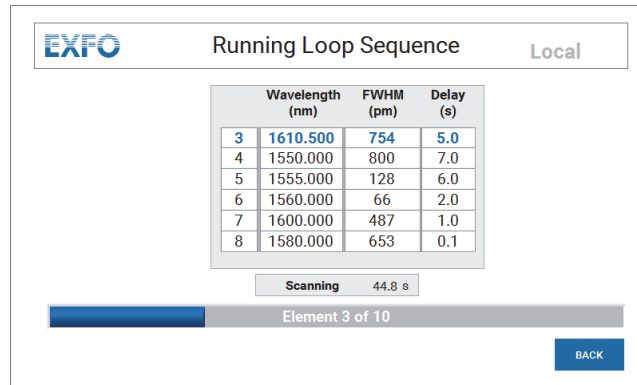 EXFO Running Loop Sequence Local
Wavelength (nm) FWHM (pm) Delay (s)
3 1610.500 754 5.0
4 1550.000 800 7.0
5 1555.000 128 6.0
6 1560.000 66 2.0
7 1600.000 487 1.0
8 1580.000 653 0.1
Scanning 44.8 s
Element 3 of 10
BACK